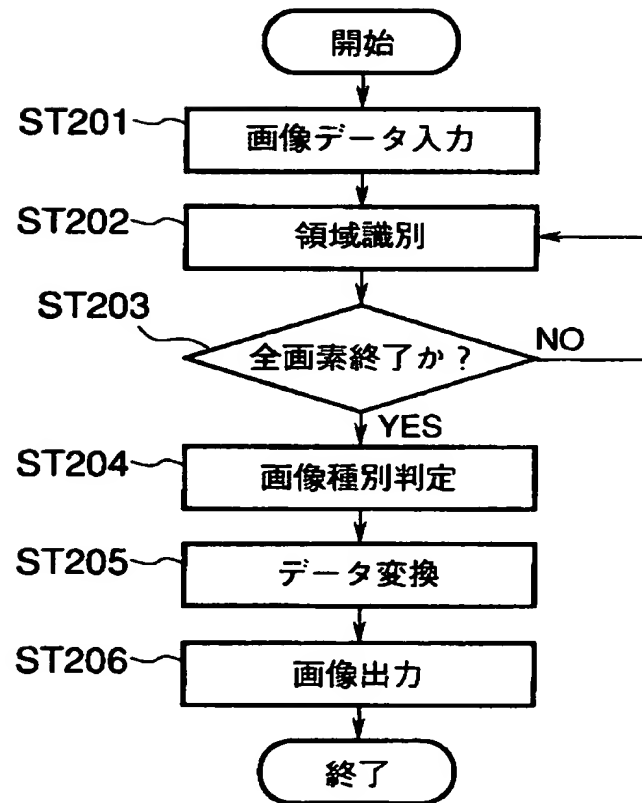 開始
ST201
画像データ入力
ST202
領域識別
ST203
全画素終了か?
NO
YES
ST204
画像種別判定
ST205
データ変換
ST206
画像出力
終了